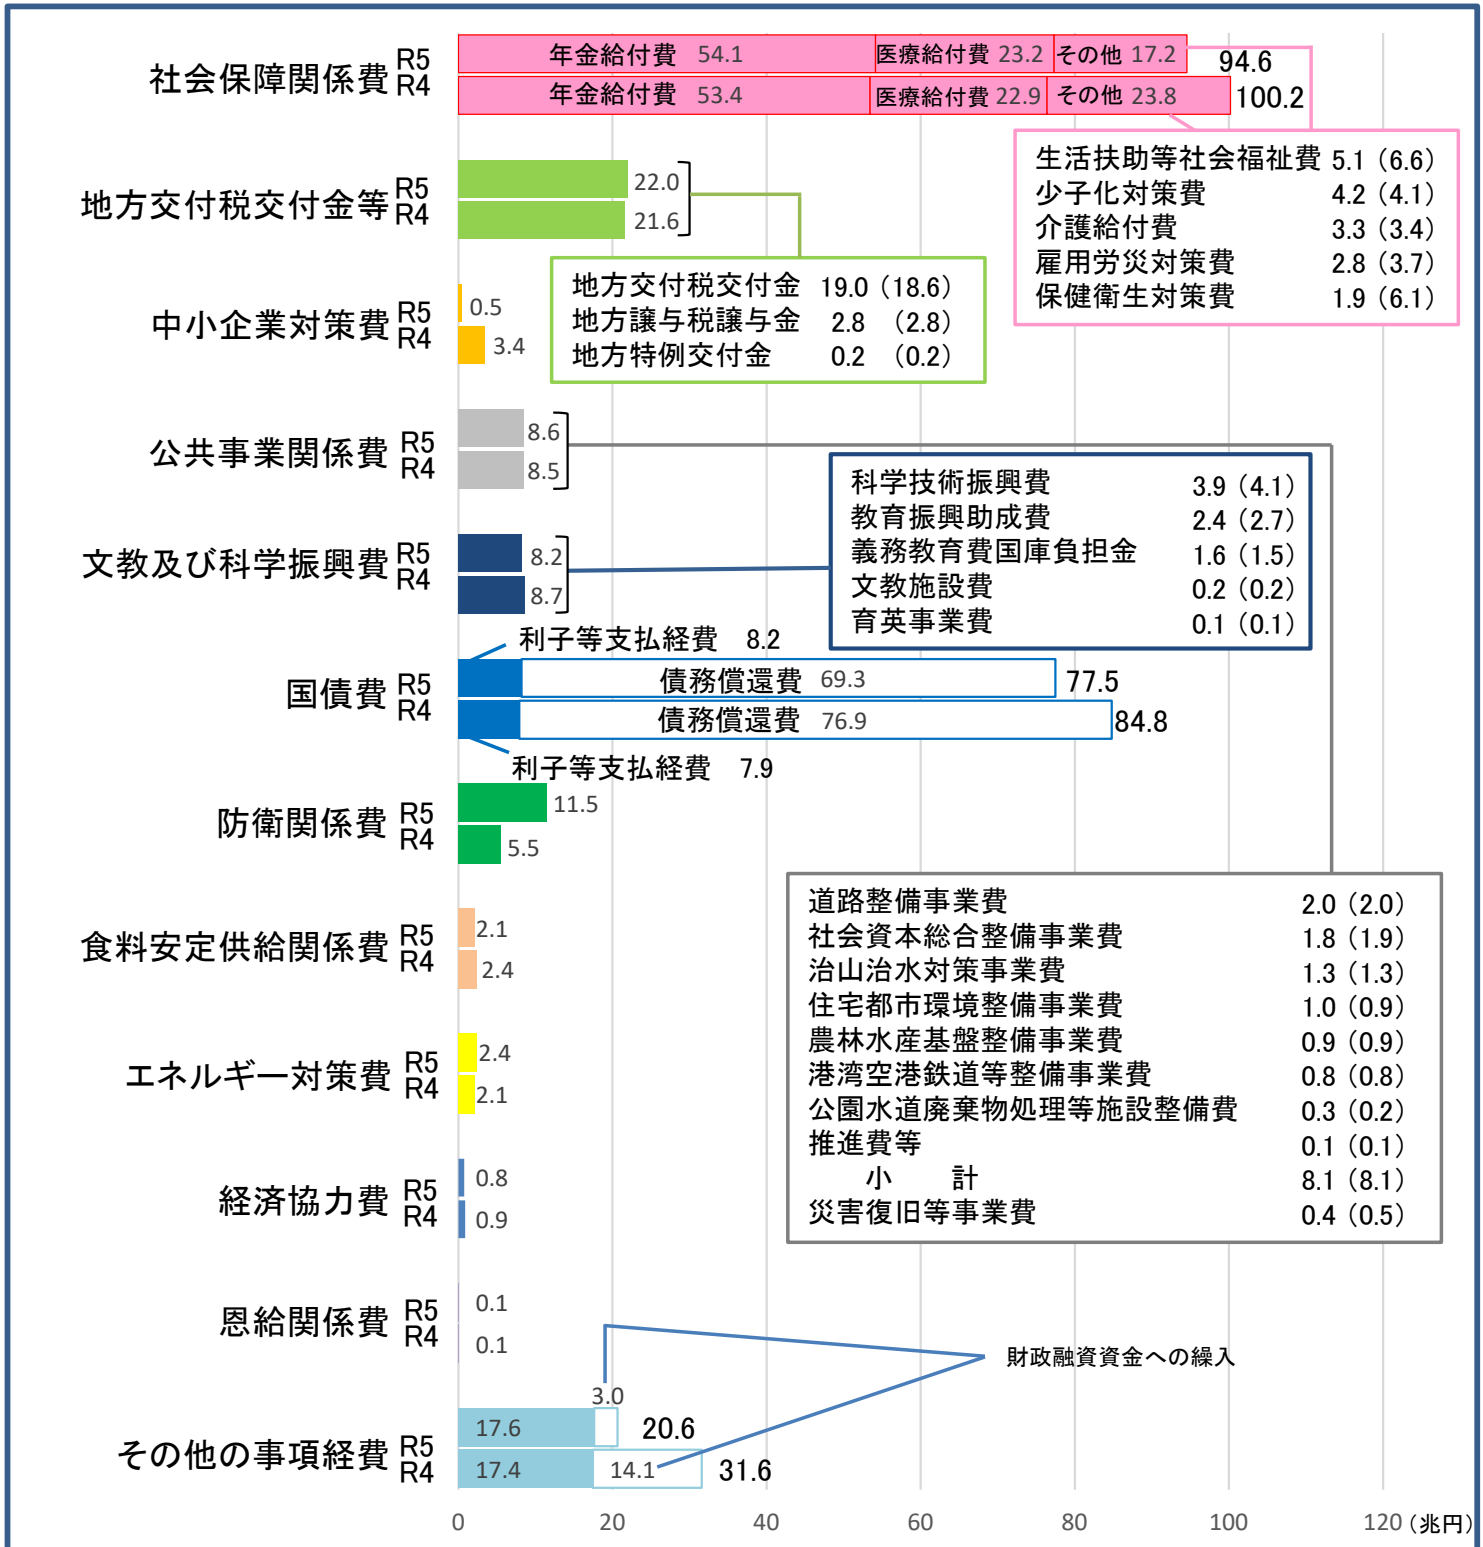 社会保障関係費
R5
R4
年金給付費 54.1 医療給付費 23.2 その他 17.2 94.6
年金給付費 53.4 医療給付費 22.9 その他 23.8 100.2
生活扶助等社会福祉費 5.1（6.6）
少子化対策費 4.2（4.1）
介護給付費 3.3（3.4）
雇用労災対策費 2.8（3.7）
保健衛生対策費 1.9（6.1）
地方交付税交付金等
R5 22.0
R4 21.6
地方交付税交付金 19.0（18.6）
地方譲与税譲与金 2.8 （2.8）
地方特例交付金 0.2 （0.2）
中小企業対策費
R5 0.5
R4 3.4
公共事業関係費
R5 8.6
R4 8.5
科学技術振興費 3.9（4.1）
教育振興助成費 2.4（2.7）
義務教育費国庫負担金 1.6（1.5）
文教施設費 0.2（0.2）
育英事業費 0.1（0.1）
文教及び科学振興費
R5 8.2
R4 8.7
利子等支払経費 8.2
国債費
R5 債務償還費 69.3 77.5
R4 債務償還費 76.9 84.8
利子等支払経費 7.9
防衛関係費
R5 11.5
R4 5.5
道路整備事業費 2.0（2.0）
社会資本総合整備事業費 1.8（1.9）
治山治水対策事業費 1.3（1.3）
住宅都市環境整備事業費 1.0（0.9）
農林水産基盤整備事業費 0.9（0.9）
港湾空港鉄道等整備事業費 0.8（0.8）
公園水道廃棄物処理等施設整備費 0.3（0.2）
推進費等 0.1（0.1）
小 計 8.1（8.1）
災害復旧等事業費 0.4（0.5）
食料安定供給関係費
R5 2.1
R4 2.4
エネルギー対策費
R5 2.4
R4 2.1
経済協力費
R5 0.8
R4 0.9
恩給関係費
R5 0.1
R4 0.1
財政融資資金への繰入
3.0
その他の事項経費
R5 17.6 20.6
R4 17.4 14.1 31.6
0 20 40 60 80 100 120（兆円）